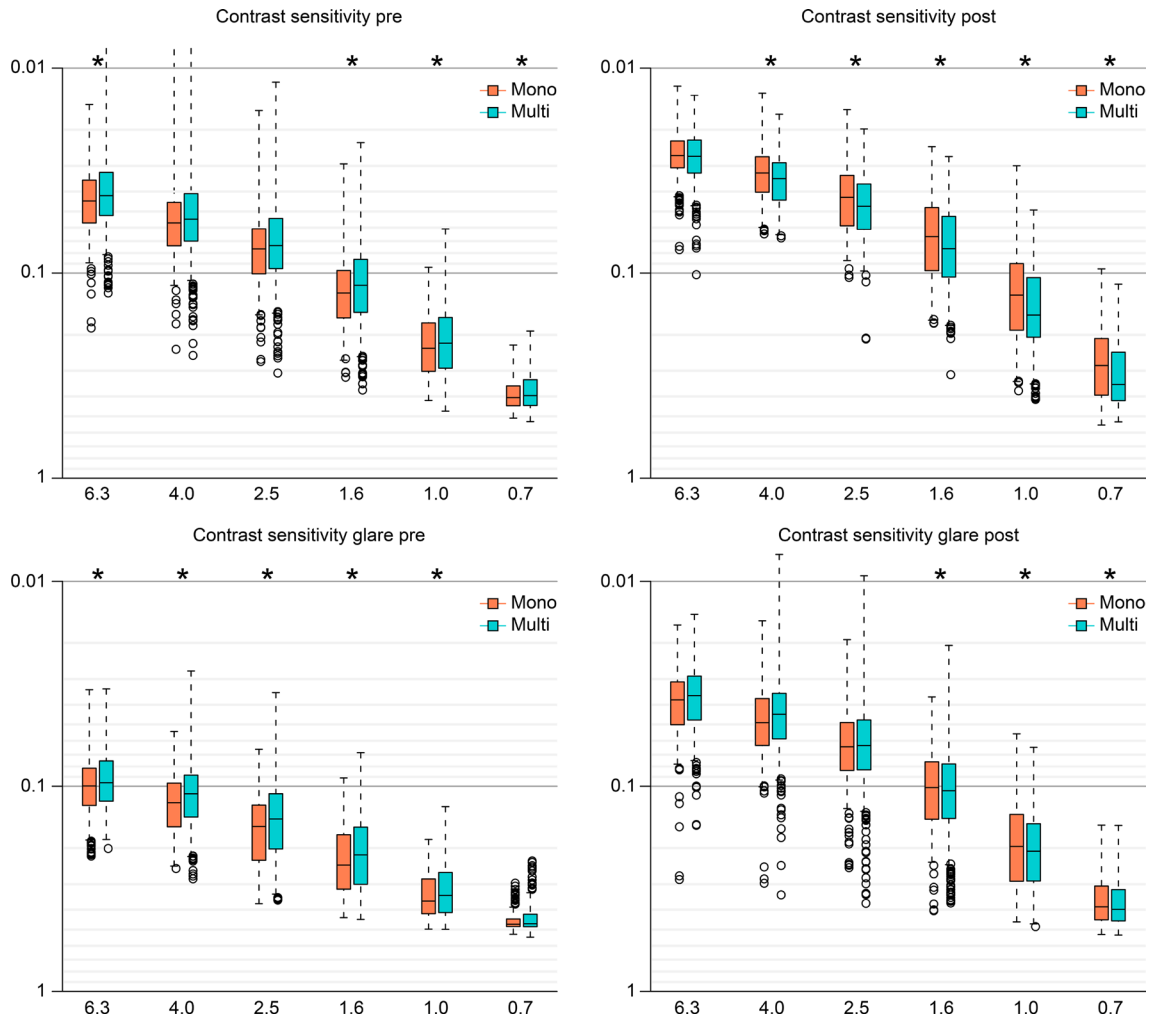 Contrast sensitivity pre
* * * *
0.01
Mono
Multi
0.1
1
6.3 4.0 2.5 1.6 1.0 0.7
Contrast sensitivity post
* * * * *
0.01
Mono
Multi
0.1
1
6.3 4.0 2.5 1.6 1.0 0.7
Contrast sensitivity glare pre
* * * * *
0.01
Mono
Multi
0.1
1
6.3 4.0 2.5 1.6 1.0 0.7
Contrast sensitivity glare post
* * *
0.01
Mono
Multi
0.1
1
6.3 4.0 2.5 1.6 1.0 0.7